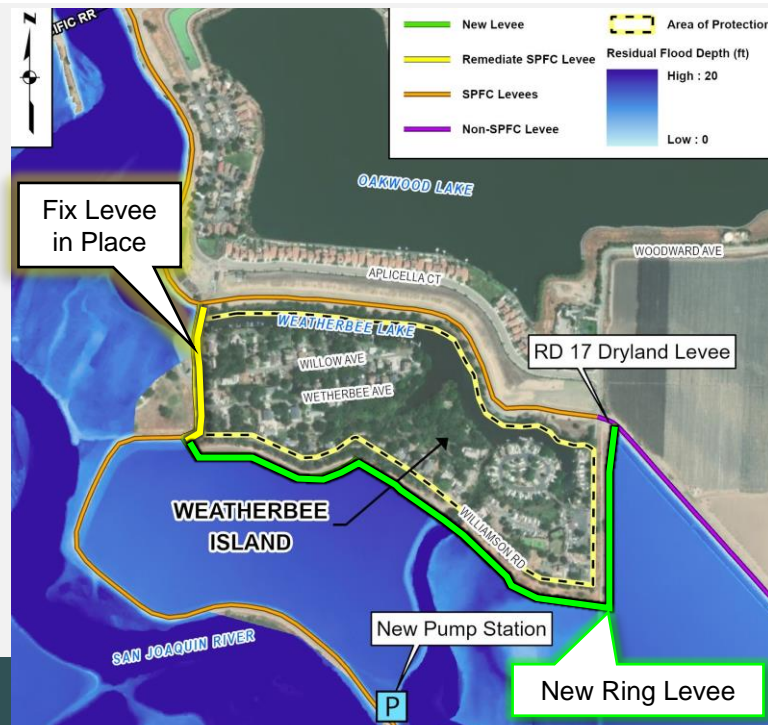 N
IFIC RR
New Levee
Remediate SPFC Levee
SPFC Levees
Non-SPFC Levee
Area of Protection
Residual Flood Depth (ft)
High : 20
Low : 0
Fix Levee
in Place
OAKWOOD LAKE
WOODWARD AVE
APLICELLA CT
WEATHERBEE LAKE
RD 17 Dryland Levee
WILLOW AVE
WETHERBEE AVE
WEATHERBEE
ISLAND
WILLIAMSON RD
New Pump Station
SAN JOAQUIN RIVER
New Ring Levee
P